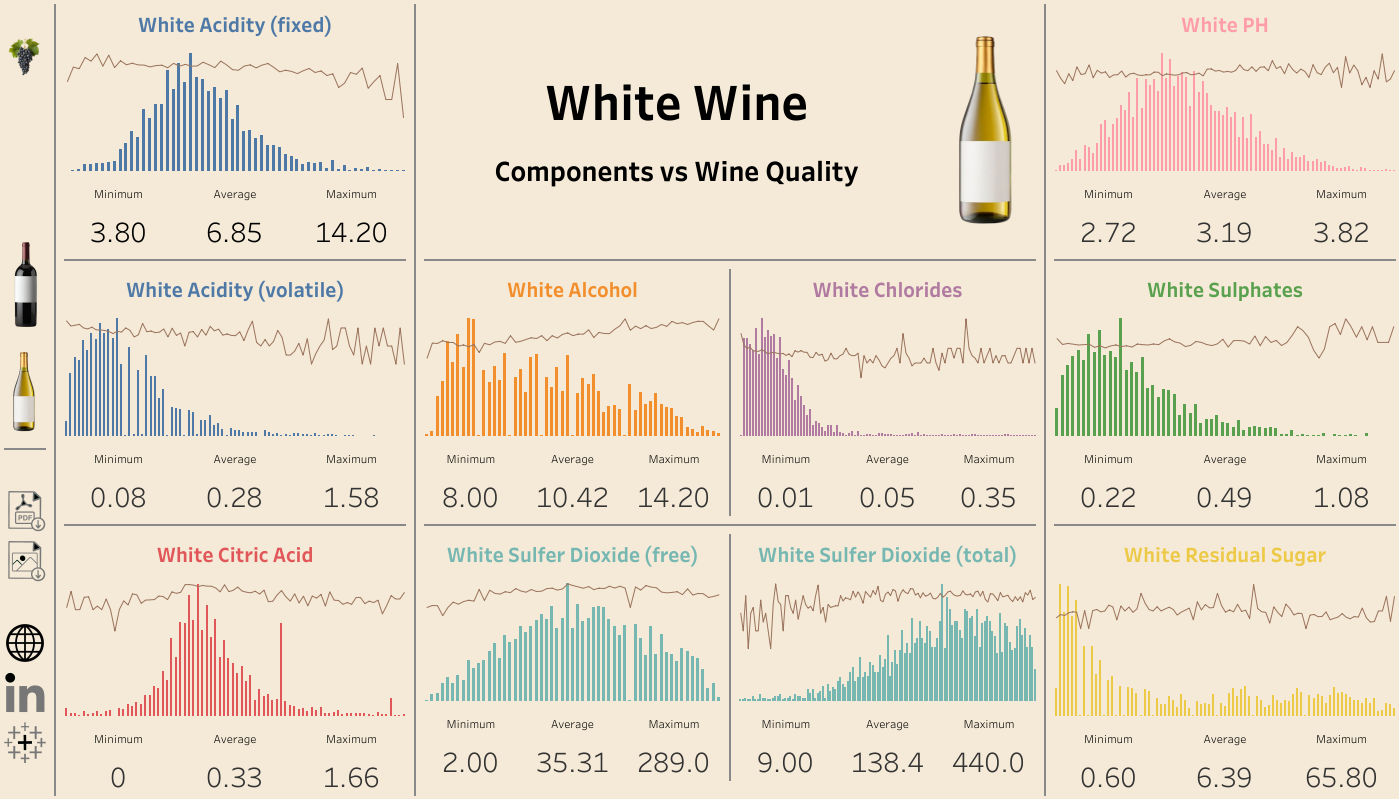 White Acidity (fixed)
Minimum Average Maximum
3.80 6.85 14.20
White Wine
Components vs Wine Quality
White PH
Minimum Average Maximum
2.72 3.19 3.82
White Acidity (volatile)
Minimum Average Maximum
0.08 0.28 1.58
White Alcohol
Minimum Average Maximum
8.00 10.42 14.20
White Chlorides
Minimum Average Maximum
0.01 0.05 0.35
White Sulphates
Minimum Average Maximum
0.22 0.49 1.08
White Citric Acid
Minimum Average Maximum
0 0.33 1.66
White Sulfer Dioxide (free)
Minimum Average Maximum
2.00 35.31 289.0
White Sulfer Dioxide (total)
Minimum Average Maximum
9.00 138.4 440.0
White Residual Sugar
Minimum Average Maximum
0.60 6.39 65.80
PDF
in